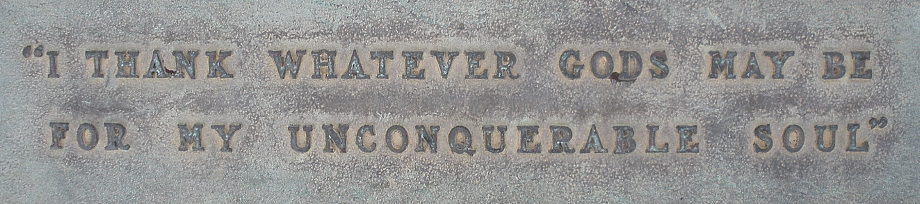 “I THANK WHATEVER GODS MAY BE
FOR MY UNCONQUERABLE SOUL”